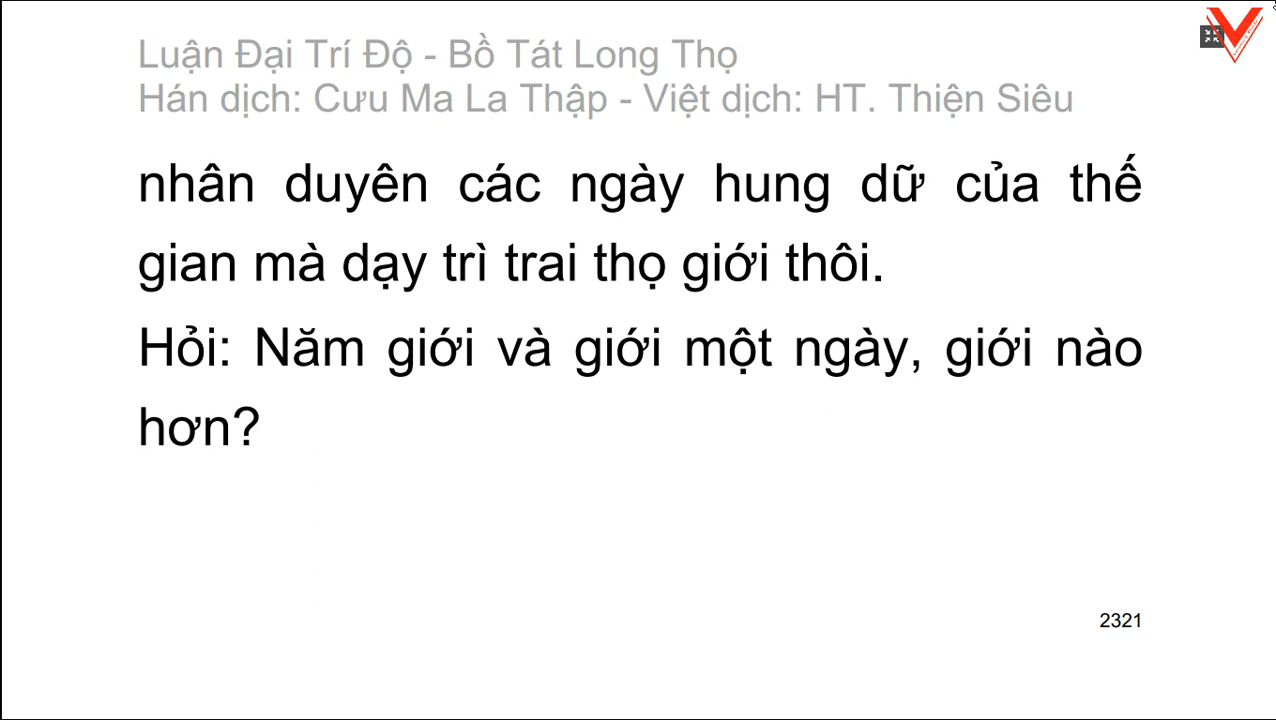 Luận Đại Trí Độ - Bồ Tát Long Thọ
Hán dịch: Cưu Ma La Thập - Việt dịch: HT. Thiện Siêu
nhân duyên các ngày hung dữ của thế
gian mà dạy trì trai thọ giới thôi.
Hỏi: Năm giới và giới một ngày, giới nào
hơn?
2321